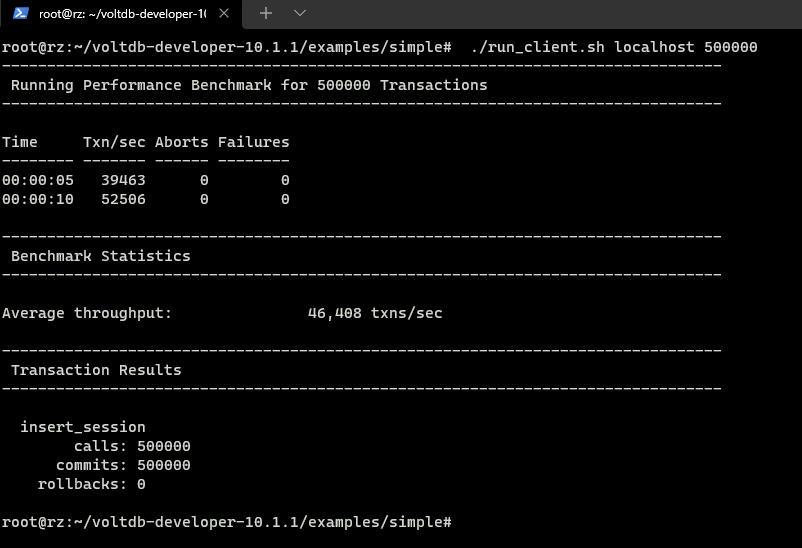 root@rz: ~/voltdb-developer-10
root@rz:~/voltdb-developer-10.1.1/examples/simple#  ./run_client.sh localhost 500000
--------------------------------------------------------------------------------
 Running Performance Benchmark for 500000 Transactions
--------------------------------------------------------------------------------
Time     Txn/sec Aborts Failures
-------- ------- ------ --------
00:00:05   39463      0        0
00:00:10   52506      0        0
--------------------------------------------------------------------------------
 Benchmark Statistics
--------------------------------------------------------------------------------
Average throughput:               46,408 txns/sec
--------------------------------------------------------------------------------
 Transaction Results
--------------------------------------------------------------------------------
  insert_session
        calls: 500000
      commits: 500000
    rollbacks: 0
root@rz:~/voltdb-developer-10.1.1/examples/simple#